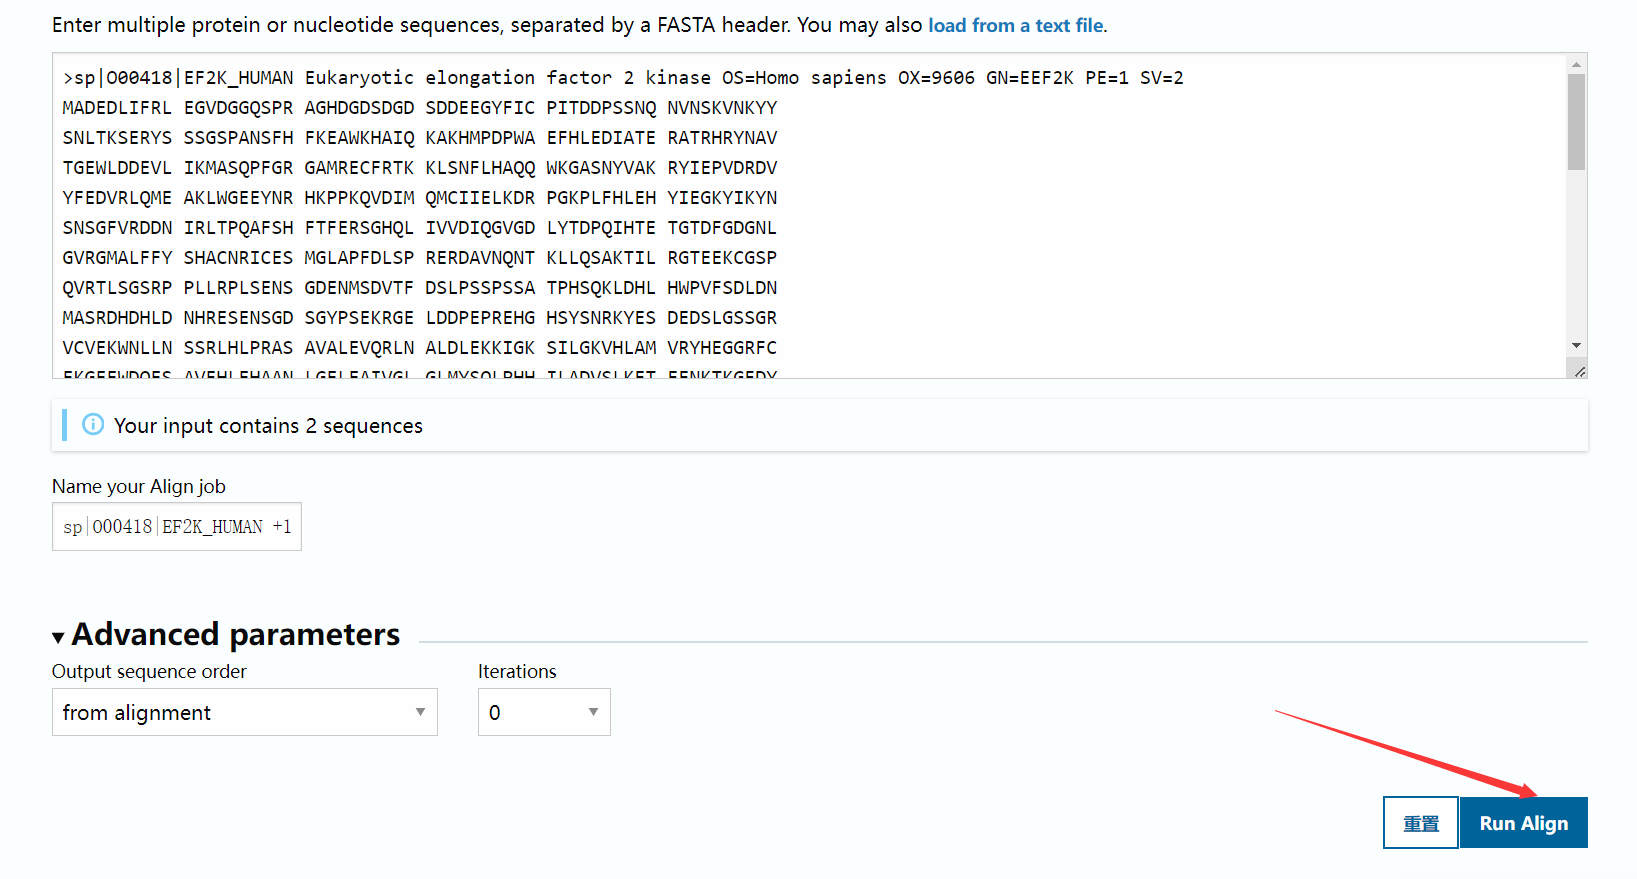 Enter multiple protein or nucleotide sequences, separated by a FASTA header. You may also load from a text file.
>sp|O00418|EF2K_HUMAN Eukaryotic elongation factor 2 kinase OS=Homo sapiens OX=9606 GN=EEF2K PE=1 SV=2
MADEDLIFRL EGVDGGQSPR AGHDGDSDGD SDDEEGYFIC PITDDPSSNQ NVNSKVNKYY
SNLTKSERYS SSGSPANSFH FKEAWKHAIQ KAKHMPDPWA EFHLEDIATE RATRHRYNAV
TGEWLDDEVL IKMASQPFGR GAMRECFRTK KLSNFLHAQQ WKGASNYVAK RYIEPVDRDV
YFEDVRLQME AKLWGEEYNR HKPPKQVDIM QMCIIELKDR PGKPLFHLEH YIEGKYIKYN
SNSGFVRDDN IRLTPQAFSH FTFERSGHQL IVVDIQGVGD LYTDPQIHTE TGTDFGDGNL
GVRGMALFFY SHACNRICES MGLAPFDLSP RERDAVNQNT KLLQSAKTIL RGTEEKCGSP
QVRTLSGSRP PLLRPLSENS GDENMSDVTF DSLPSSPSSA TPHSQKLDHL HWPVFSDLDN
MASRDHDHLD NHRESENSGD SGYPSEKRGE LDDPEPREHG HSYSNRKYES DEDSLGSSGR
VCVEKWNLLN SSRLHLPRAS AVALEVQRLN ALDLEKKIGK SILGKVHLAM VRYHEGGRFC
Your input contains 2 sequences
Name your Align job
sp|O00418|EF2K_HUMAN +1
Advanced parameters
Output sequence order
Iterations
from alignment
0
重置
Run Align